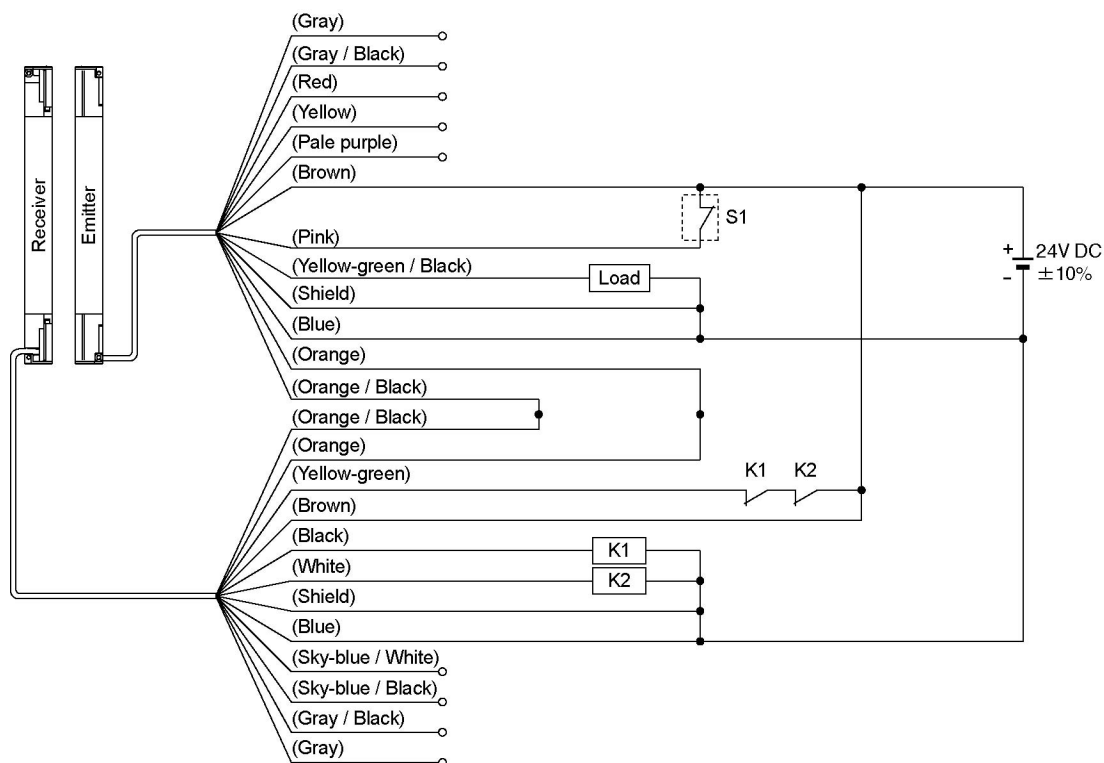 (Gray)
(Gray / Black)
(Red)
(Yellow)
(Pale purple)
(Brown)
Receiver
Emitter
S1
(Pink)
(Yellow-green / Black)
Load
+
24V DC
-
±10%
(Shield)
(Blue)
(Orange)
(Orange / Black)
(Orange / Black)
(Orange)
(Yellow-green)
K1 K2
(Brown)
(Black)
K1
(White)
K2
(Shield)
(Blue)
(Sky-blue / White)
(Sky-blue / Black)
(Gray / Black)
(Gray)